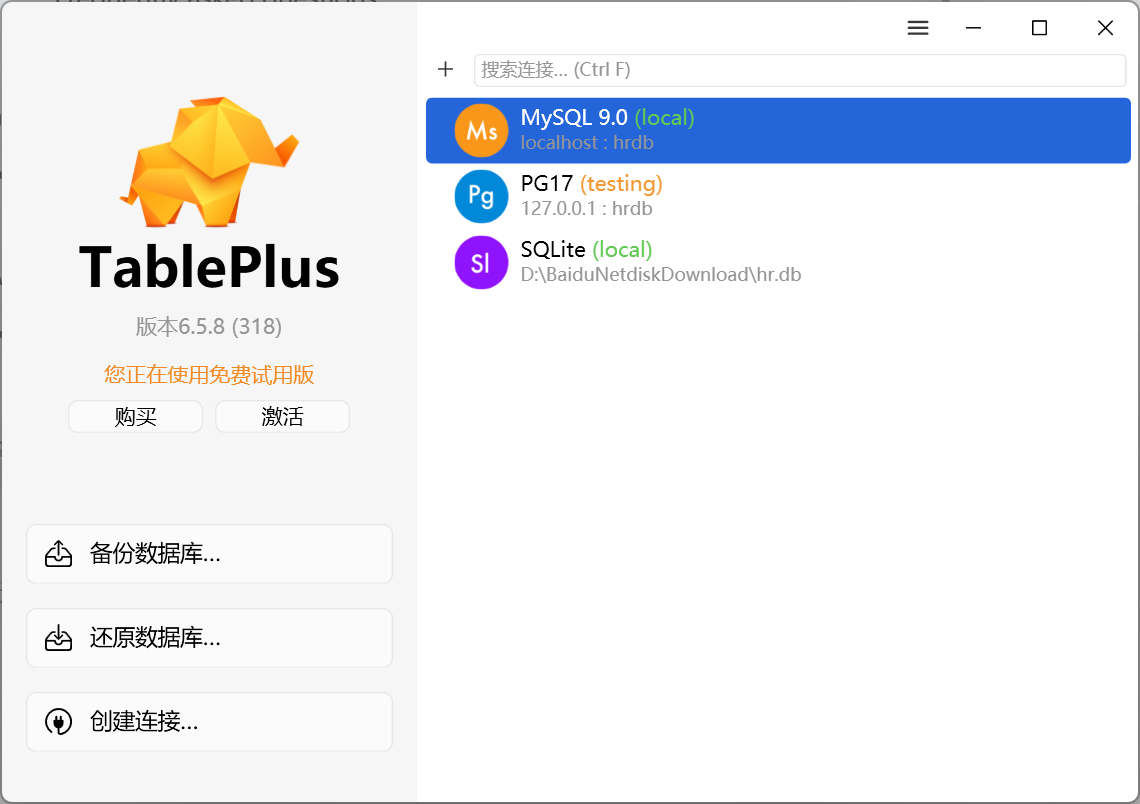 TablePlus
版本6.5.8 (318)
您正在使用免费试用版
购买 激活
备份数据库...
还原数据库...
创建连接...
搜索连接... (Ctrl F)
Ms
MySQL 9.0 (local)
localhost : hrdb
Pg
PG17 (testing)
127.0.0.1 : hrdb
Sl
SQLite (local)
D:\BaiduNetdiskDownload\hr.db